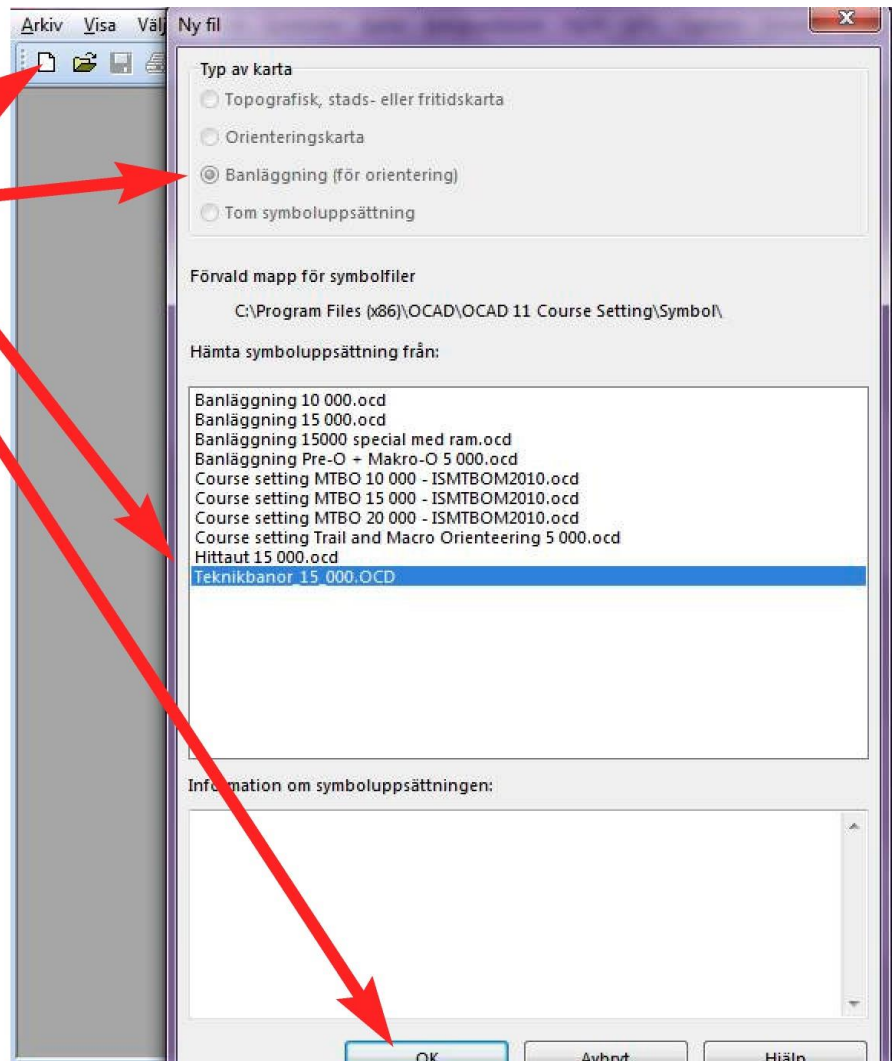 Arkiv Visa Välj
Ny fil
Typ av karta
Topografisk, stads- eller fritidskarta
Orienteringskarta
Banläggning (för orientering)
Tom symboluppsättning
Förvald mapp för symbolfiler
C:\Program Files (x86)\OCAD\OCAD 11 Course Setting\Symbol\
Hämta symboluppsättning från:
Banläggning 10 000.ocd
Banläggning 15 000.ocd
Banläggning 15000 special med ram.ocd
Banläggning Pre-O + Makro-O 5 000.ocd
Course setting MTBO 10 000 - ISMTBOM2010.ocd
Course setting MTBO 15 000 - ISMTBOM2010.ocd
Course setting MTBO 20 000 - ISMTBOM2010.ocd
Course setting Trail and Macro Orienteering 5 000.ocd
Hittaut 15 000.ocd
Teknikbanor_15_000.OCD
Information om symboluppsättningen:
OK Avbryt Hjälp